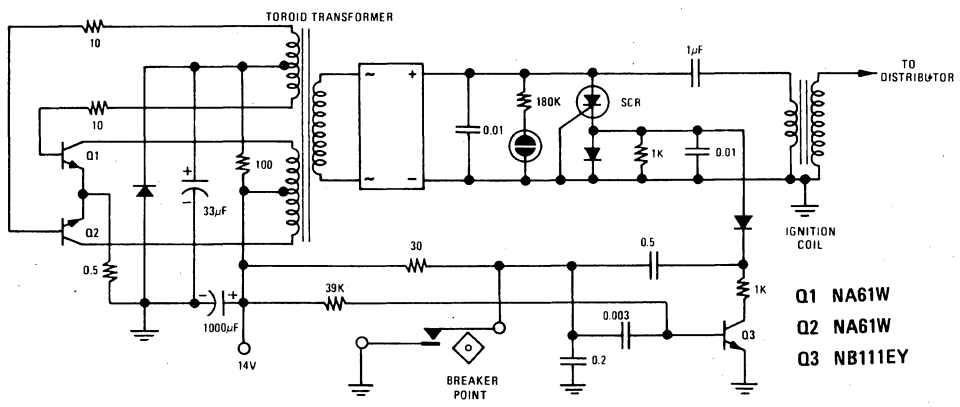 TOROID TRANSFORMER
10
10
Q1
Q2
0.5
+
−
33µF
100
−
+
1000µF
14V
~
+
~
−
0.01
180K
SCR
1K
0.01
1µF
TO
DISTRIBUTOR
IGNITION
COIL
30
0.5
39K
0.003
0.2
1K
Q3
BREAKER
POINT
Q1 NA61W
Q2 NA61W
Q3 NB111EY